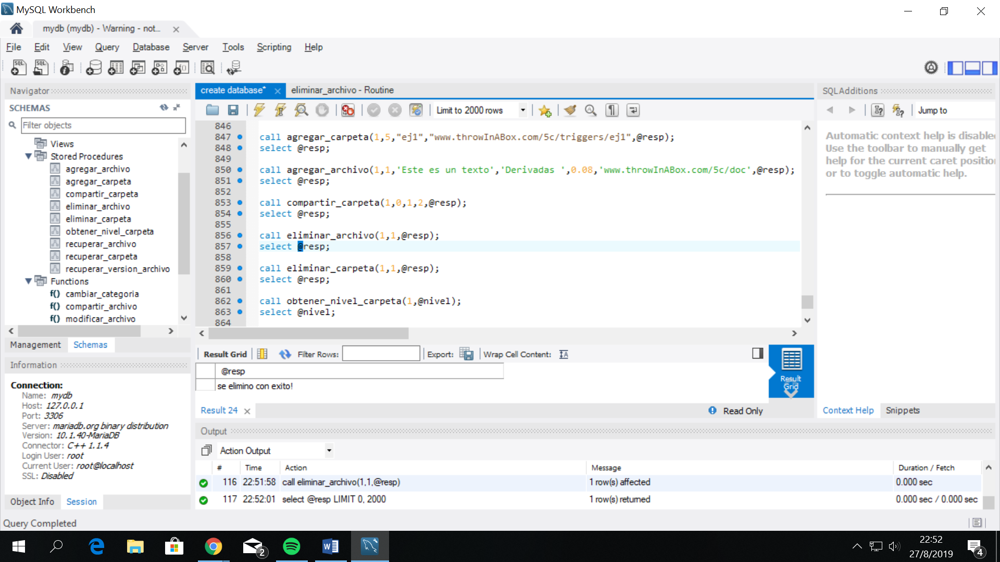 MySQL Workbench
mydb (mydb) - Warning - not...
File Edit View Query Database Server Tools Scripting Help
Navigator
SCHEMAS
Filter objects
Views
Stored Procedures
agregar_archivo
agregar_carpeta
compartir_carpeta
eliminar_archivo
eliminar_carpeta
obtener_nivel_carpeta
recuperar_archivo
recuperar_carpeta
recuperar_version_archivo
Functions
f() cambiar_categoria
f() compartir_archivo
f() modificar_archivo
Management Schemas
Information
Connection:
Name: mydb
Host: 127.0.0.1
Port: 3306
Server: mariadb.org binary distribution
Version: 10.1.40-MariaDB
Connector: C++ 1.1.4
Login User: root
Current User: root@localhost
SSL: Disabled
Object Info Session
Query Completed
create database* eliminar_archivo - Routine
Limit to 2000 rows
846
847 call agregar_carpeta(1,5,"ej1","www.throwInABox.com/5c/triggers/ej1",@resp);
848 select @resp;
849
850 call agregar_archivo(1,1,'Este es un texto','Derivadas ',0.08,'www.throwInABox.com/5c/doc',@resp);
851 select @resp;
852
853 call compartir_carpeta(1,0,1,2,@resp);
854 select @resp;
855
856 call eliminar_archivo(1,1,@resp);
857 select @resp;
858
859 call eliminar_carpeta(1,1,@resp);
860 select @resp;
861
862 call obtener_nivel_carpeta(1,@nivel);
863 select @nivel;
864
Result Grid Filter Rows: Export: Wrap Cell Content:
@resp
se elimino con exito!
Result Grid
Result 24
Read Only
SQLAdditions
Jump to
Automatic context help is disable
Use the toolbar to manually get
help for the current caret positio
or to toggle automatic help.
Context Help Snippets
Output
Action Output
# Time Action Message Duration / Fetch
116 22:51:58 call eliminar_archivo(1,1,@resp) 1 row(s) affected 0.000 sec
117 22:52:01 select @resp LIMIT 0, 2000 1 row(s) returned 0.000 sec / 0.000 sec
2
22:52
27/8/2019
4